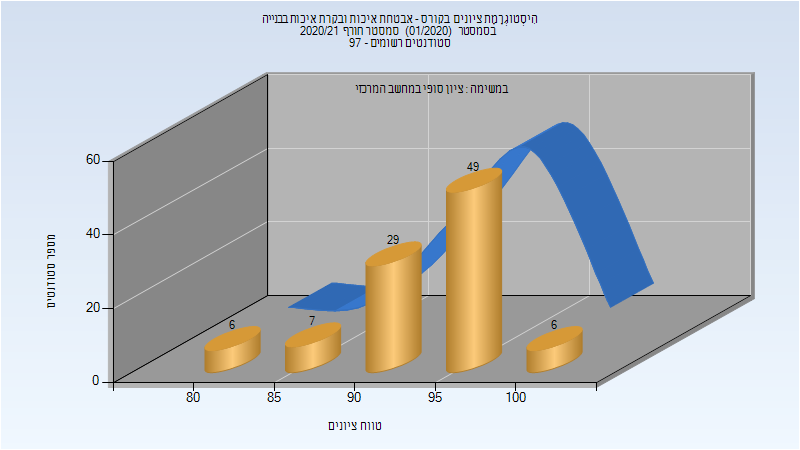 היסטוגרמת ציונים בקורס - אבטחת איכות ובקרת איכות בבנייה
בסמסטר (01/2020) סמסטר חורף 2020/21
סטודנטים רשומים - 97
במשימה : ציון סופי במחשב המרכזי
מספר סטודנטים
60
40
20
0
6
7
29
49
6
80
85
90
95
100
טווח ציונים